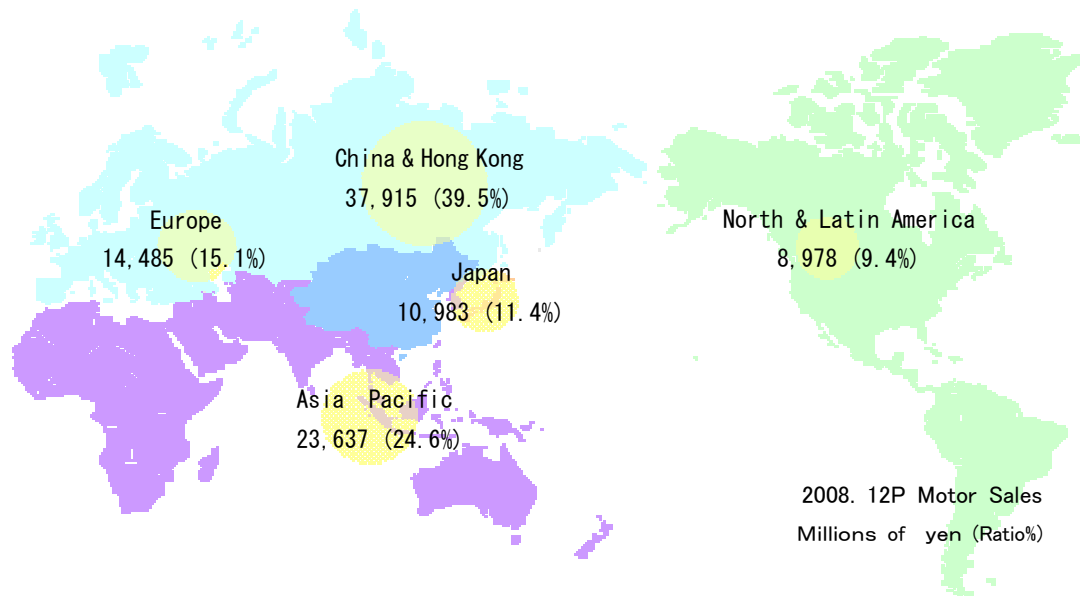 China & Hong Kong
37,915 (39.5%)
Europe
14,485 (15.1%)
North & Latin America
8,978 (9.4%)
Japan
10,983 (11.4%)
Asia Pacific
23,637 (24.6%)
2008. 12P Motor Sales
Millions of yen (Ratio%)